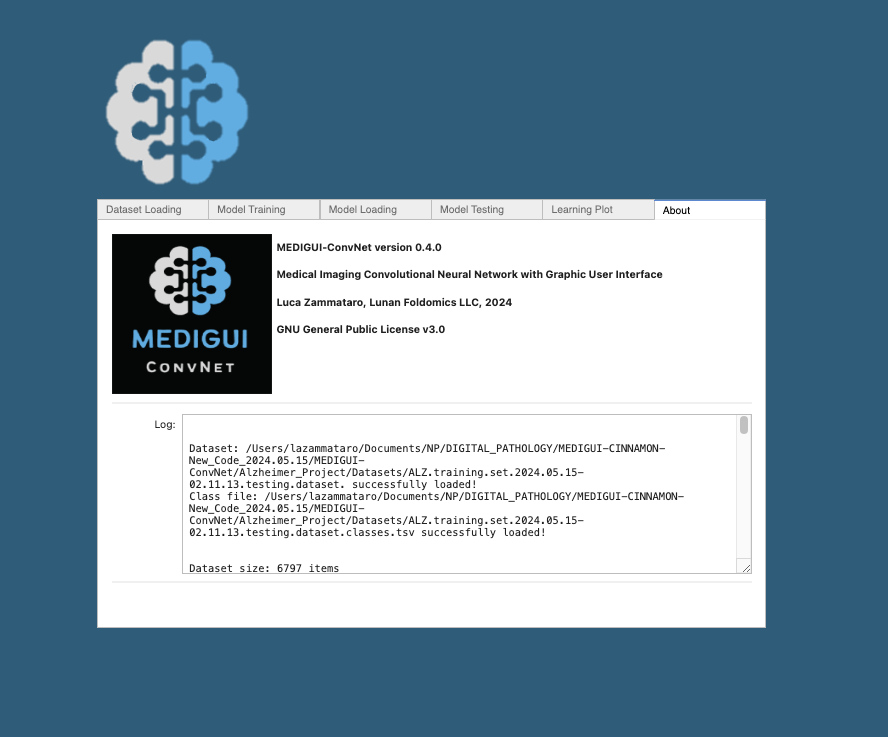 Dataset Loading Model Training Model Loading Model Testing Learning Plot About
MEDIGUI-ConvNet version 0.4.0
Medical Imaging Convolutional Neural Network with Graphic User Interface
Luca Zammataro, Lunan Foldomics LLC, 2024
GNU General Public License v3.0
MEDIGUI
CONVNET
Log:
Dataset: /Users/lazammataro/Documents/NP/DIGITAL_PATHOLOGY/MEDIGUI-CINNAMON-
New_Code_2024.05.15/MEDIGUI-
ConvNet/Alzheimer_Project/Datasets/ALZ.training.set.2024.05.15-
02.11.13.testing.dataset. successfully loaded!
Class file: /Users/lazammataro/Documents/NP/DIGITAL_PATHOLOGY/MEDIGUI-CINNAMON-
New_Code_2024.05.15/MEDIGUI-
ConvNet/Alzheimer_Project/Datasets/ALZ.training.set.2024.05.15-
02.11.13.testing.dataset.classes.tsv successfully loaded!
Dataset size: 6797 items